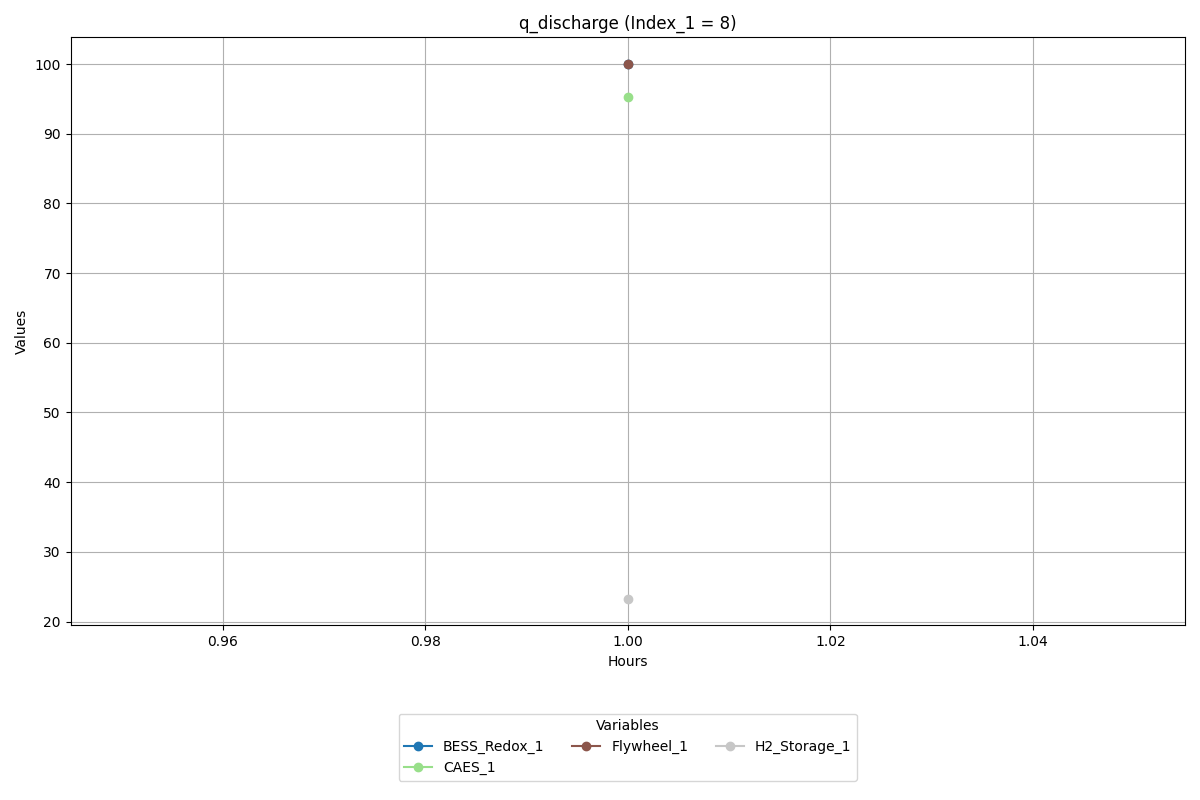 q_discharge (Index_1 = 8)
100
90
80
70
60
50
40
30
20
Values
0.96 0.98 1.00 1.02 1.04
Hours
Variables
BESS_Redox_1 Flywheel_1 H2_Storage_1
CAES_1